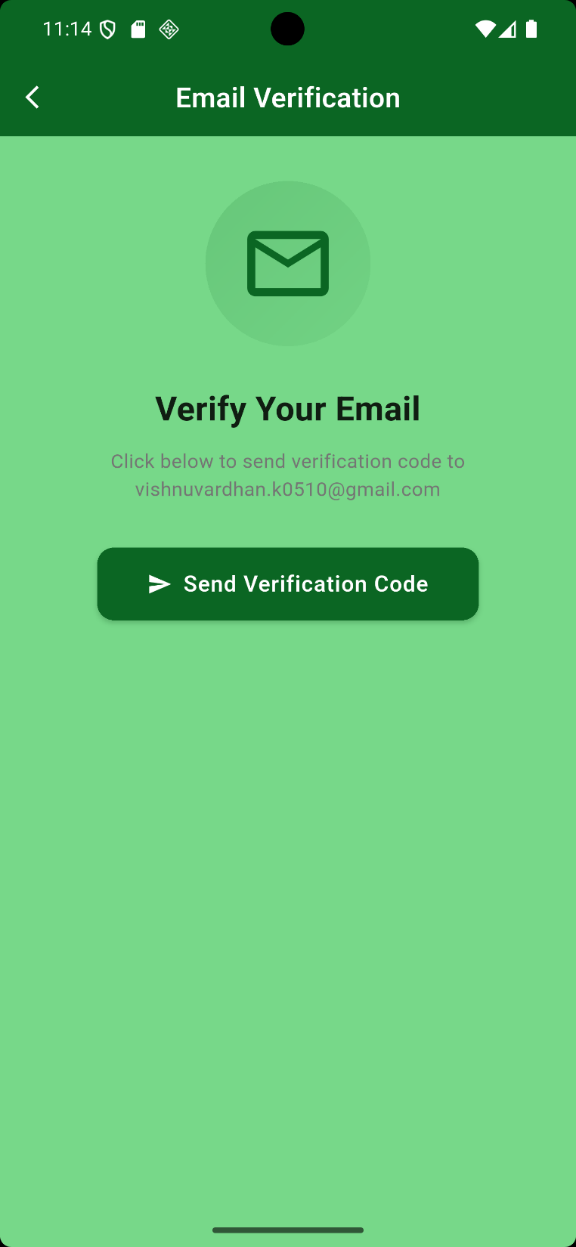 11:14
Email Verification
Verify Your Email
Click below to send verification code to
vishnuvardhan.k0510@gmail.com
Send Verification Code